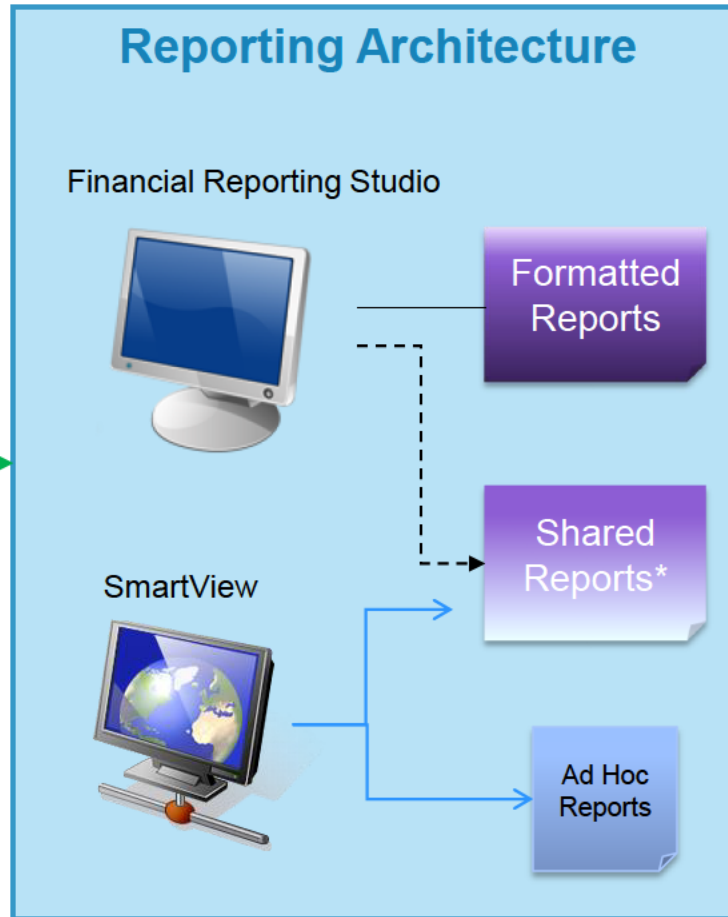 Reporting Architecture
Financial Reporting Studio
Formatted
Reports
Shared
Reports*
SmartView
Ad Hoc
Reports